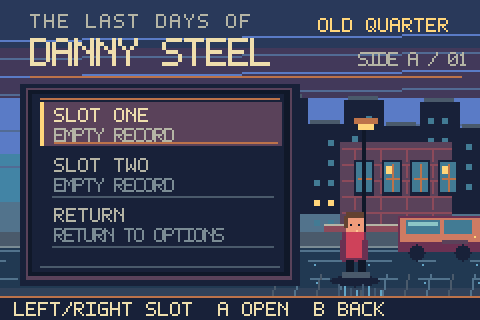 THE LAST DAYS OF
DANNY STEEL
OLD QUARTER
SIDE A / 01
SLOT ONE
EMPTY RECORD
SLOT TWO
EMPTY RECORD
RETURN
RETURN TO OPTIONS
LEFT/RIGHT SLOT A OPEN B BACK